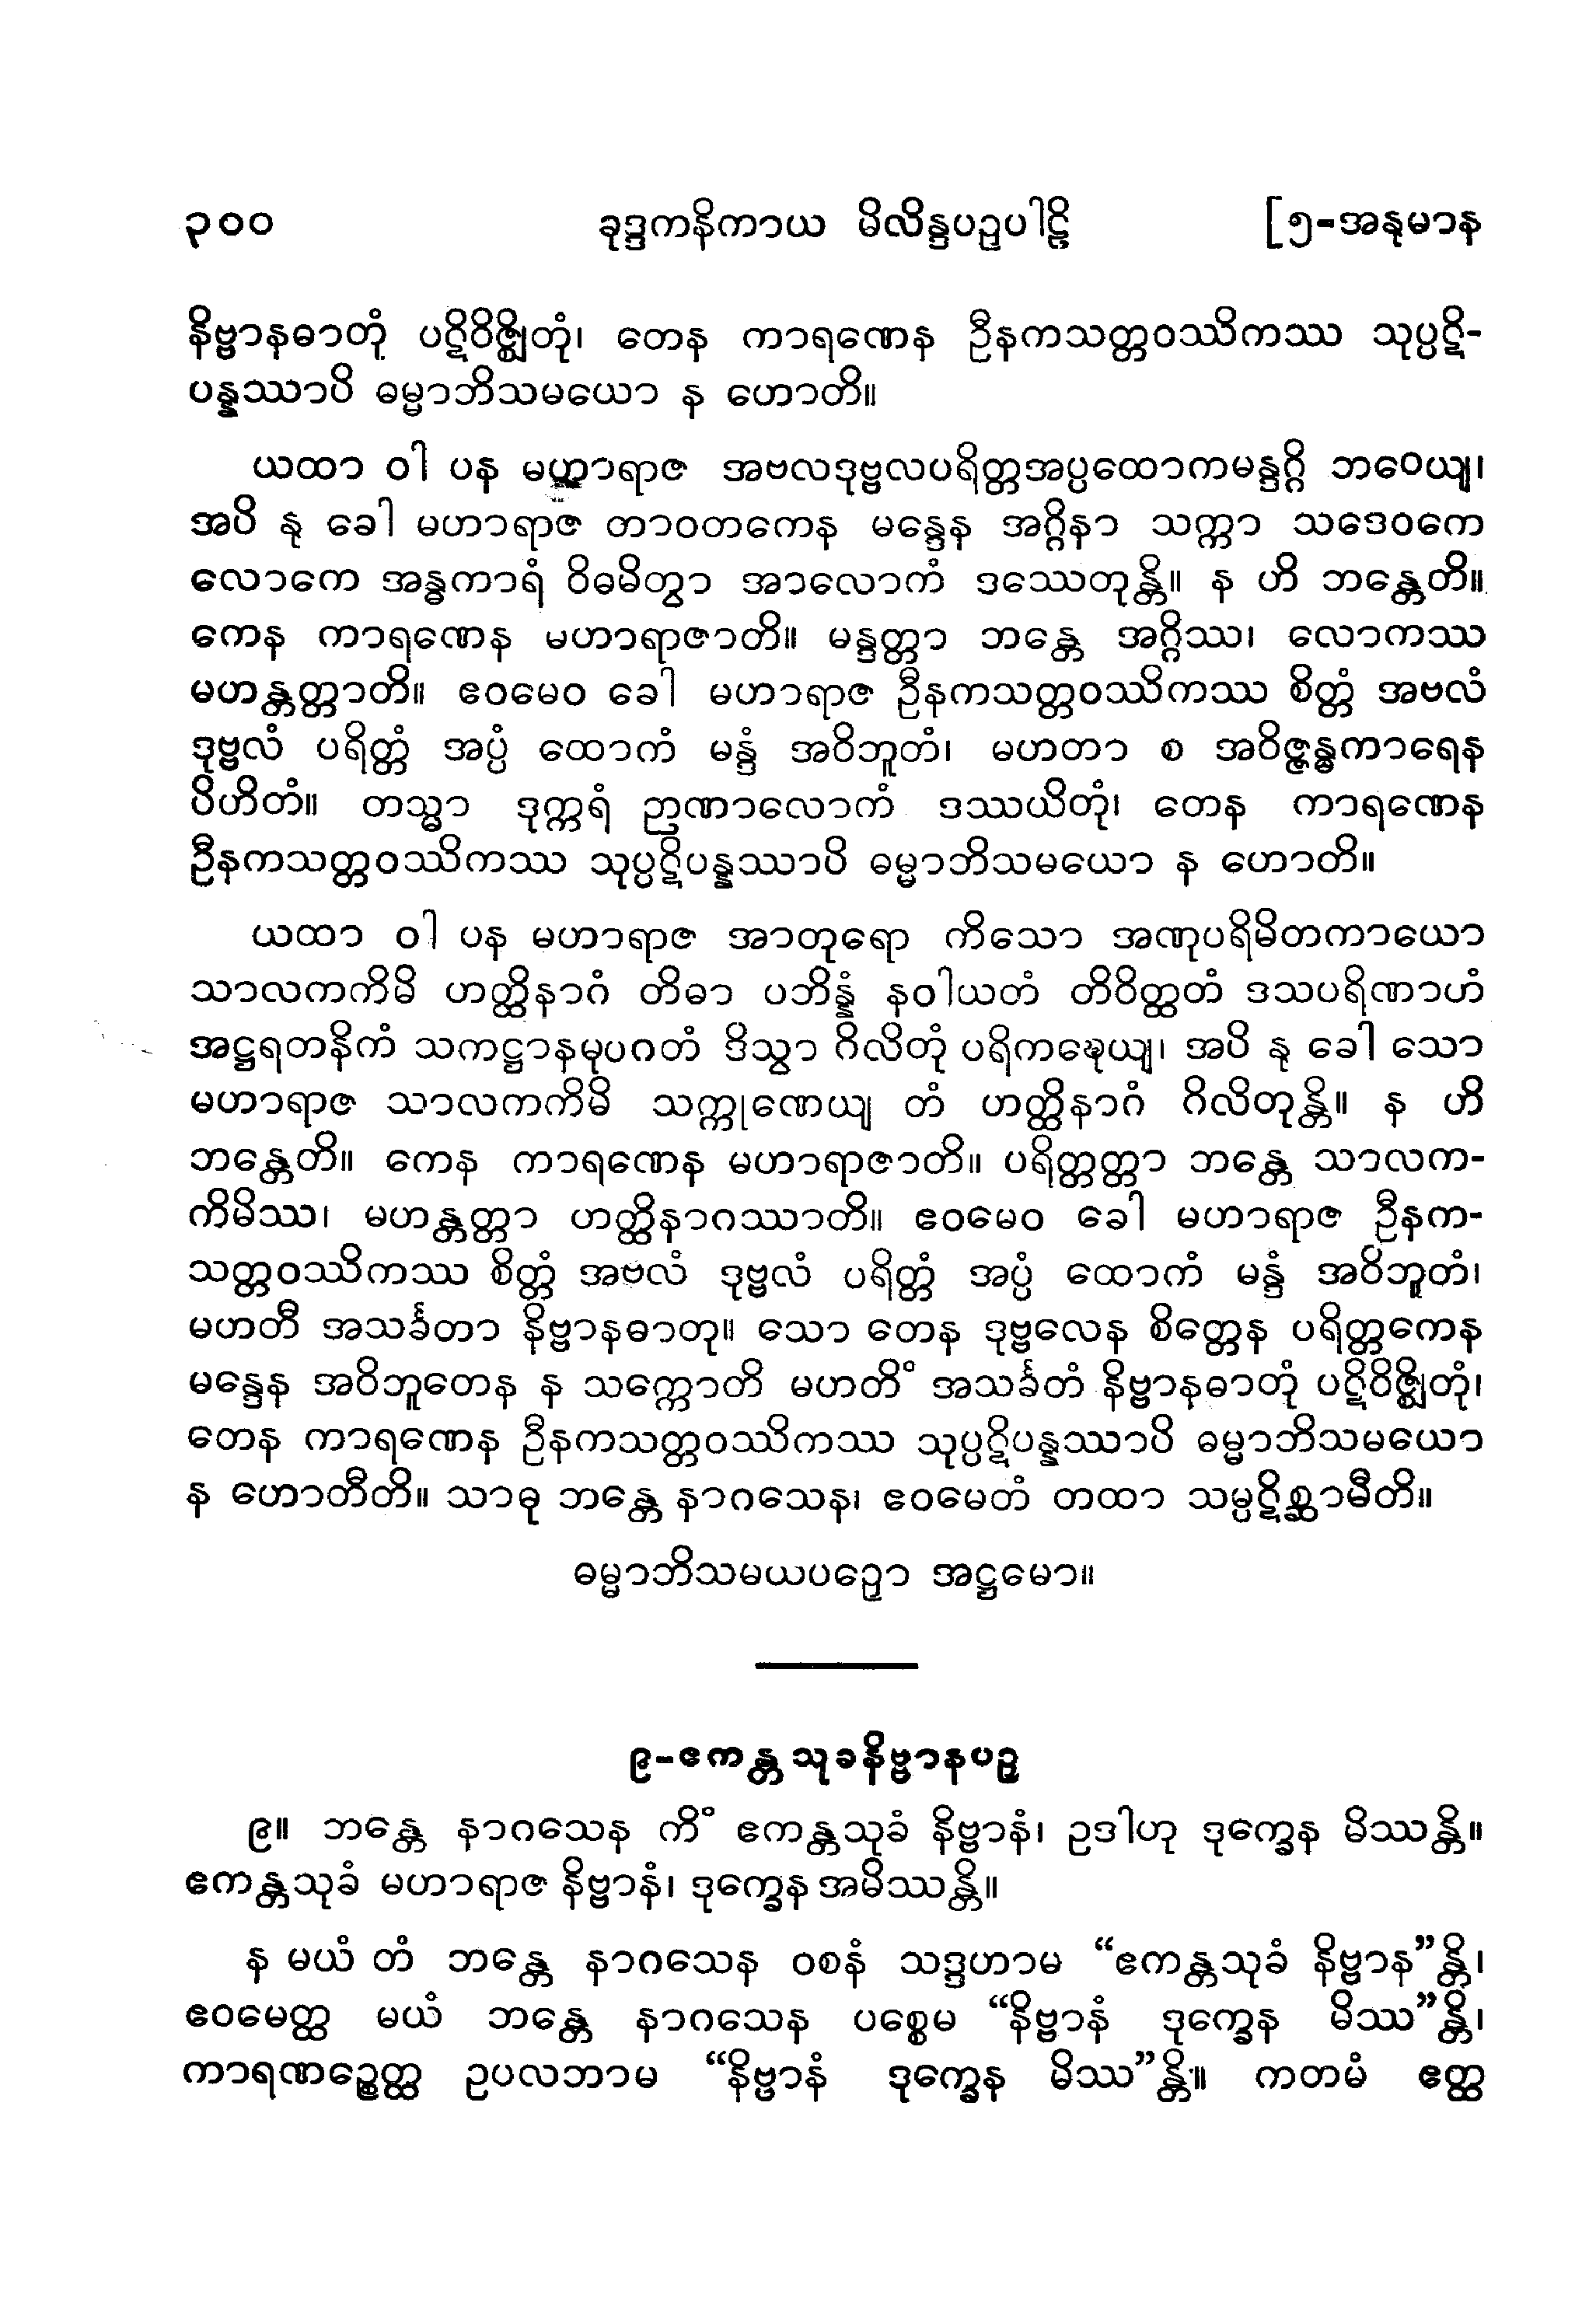 ၃၀၀ ခုဒ္ဒကနိကာယ မိလိန္ဒပဉှပါဠိ [၅-အနုမာန
နိဗ္ဗာနဓာတုံ ပဋိဝိဇ္ဈိတုံ၊ တေန ကာရဏေန ဦနကသတ္တဝဿိကဿ သုပ္ပဋိ-
ပန္နဿာပိ ဓမ္မာဘိသမယော န ဟောတိ။
ယထာ ဝါ ပန မဟာရာဇ အဗလဒုဗ္ဗလပရိတ္တအပ္ပထောကမန္ဒဂ္ဂိ ဘဝေယျ၊
အပိ နု ခေါ မဟာရာဇ တာဝတကေန မန္ဒေန အဂ္ဂိနာ သက္ကာ သဒေဝကေ
လောကေ အန္ဓကာရံ ဝိဓမိတွာ အာလောကံ ဒဿေတုန္တိ။ န ဟိ ဘန္တေတိ။
ကေန ကာရဏေန မဟာရာဇာတိ။ မန္ဒတ္တာ ဘန္တေ အဂ္ဂိဿ၊ လောကဿ
မဟန္တတ္တာတိ။ ဧဝမေဝ ခေါ မဟာရာဇ ဦနကသတ္တဝဿိကဿ စိတ္တံ အဗလံ
ဒုဗ္ဗလံ ပရိတ္တံ အပ္ပံ ထောကံ မန္ဒံ အဝိဘူတံ၊ မဟတာ စ အဝိဇ္ဇန္ဓကာရေန
ပိဟိတံ။ တသ္မာ ဒုက္ကရံ ဉာဏာလောကံ ဒဿယိတုံ၊ တေန ကာရဏေန
ဦနကသတ္တဝဿိကဿ သုပ္ပဋိပန္နဿာပိ ဓမ္မာဘိသမယော န ဟောတိ။
ယထာ ဝါ ပန မဟာရာဇ အာတုရော ကိသော အဏုပရိမိတကာယော
သာလကကိမိ ဟတ္ထိနာဂံ တိဓာ ပဘိန္နံ နဝါယတံ တိဝိတ္ထတံ ဒသပရိဏာဟံ
အဋ္ဌရတနိကံ သကဋ္ဌာနမုပဂတံ ဒိသွာ ဂိလိတုံ ပရိကဍ္ဎေယျ၊ အပိ နု ခေါ သော
မဟာရာဇ သာလကကိမိ သက္ကုဏေယျ တံ ဟတ္ထိနာဂံ ဂိလိတုန္တိ။ န ဟိ
ဘန္တေတိ။ ကေန ကာရဏေန မဟာရာဇာတိ။ ပရိတ္တတ္တာ ဘန္တေ သာလက-
ကိမိဿ၊ မဟန္တတ္တာ ဟတ္ထိနာဂဿာတိ။ ဧဝမေဝ ခေါ မဟာရာဇ ဦနက-
သတ္တဝဿိကဿ စိတ္တံ အဗလံ ဒုဗ္ဗလံ ပရိတ္တံ အပ္ပံ ထောကံ မန္ဒံ အဝိဘူတံ၊
မဟတီ အသင်္ခတာ နိဗ္ဗာနဓာတု။ သော တေန ဒုဗ္ဗလေန စိတ္တေန ပရိတ္တကေန
မန္ဒေန အဝိဘူတေန န သက္ကောတိ မဟတိံ အသင်္ခတံ နိဗ္ဗာနဓာတုံ ပဋိဝိဇ္ဈိတုံ၊
တေန ကာရဏေန ဦနကသတ္တဝဿိကဿ သုပ္ပဋိပန္နဿာပိ ဓမ္မာဘိသမယော
န ဟောတီတိ။ သာဓု ဘန္တေ နာဂသေန၊ ဧဝမေတံ တထာ သမ္ပဋိစ္ဆာမီတိ။
ဓမ္မာဘိသမယပဉှော အဋ္ဌမော။
၉-ဧကန္တသုခနိဗ္ဗာနပဉှ
၉။ ဘန္တေ နာဂသေန ကိံ ဧကန္တသုခံ နိဗ္ဗာနံ၊ ဥဒါဟု ဒုက္ခေန မိဿန္တိ။
ဧကန္တသုခံ မဟာရာဇ နိဗ္ဗာနံ၊ ဒုက္ခေန အမိဿန္တိ။
န မယံ တံ ဘန္တေ နာဂသေန ဝစနံ သဒ္ဒဟာမ “ဧကန္တသုခံ နိဗ္ဗာန”န္တိ၊
ဧဝမေတ္ထ မယံ ဘန္တေ နာဂသေန ပစ္စေမ “နိဗ္ဗာနံ ဒုက္ခေန မိဿ”န္တိ၊
ကာရဏဉ္စေတ္ထ ဥပလဘာမ “နိဗ္ဗာနံ ဒုက္ခေန မိဿ”န္တိ။ ကတမံ ဧတ္ထ